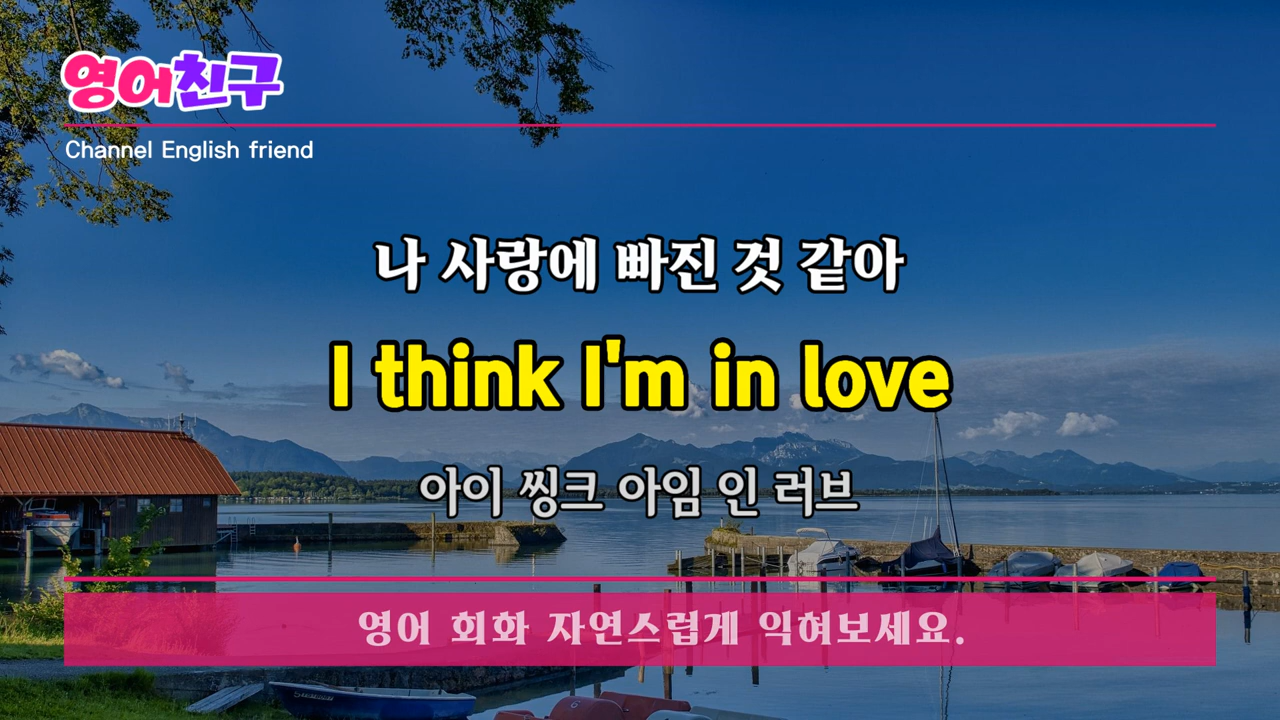 영어친구
Channel English friend
나 사랑에 빠진 것 같아
I think I'm in love
아이 씽크 아임 인 러브
영어 회화 자연스럽게 익혀보세요.